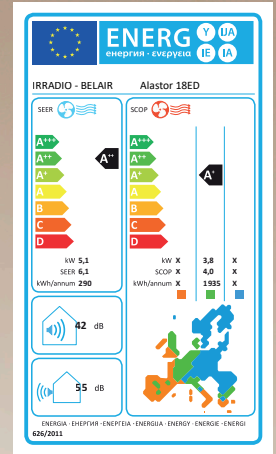 ENERG Y UA
енергия · ενεργεια IE IA
IRRADIO - BELAIR Alastor 18ED
SEER SCOP
A+++ A+++
A++ A++ A++
A+ A+ A+
A A
B B
C C
D D
kW 5,1 kW X 3,8 X
SEER 6,1 SCOP X 4,0 X
kWh/annum 290 kWh/annum X 1935 X
42 dB
55 dB
ENERGIA · ЕНЕРГИЯ · ΕΝΕΡΓΕΙΑ · ENERGIJA · ENERGY · ENERGIE · ENERGI
626/2011